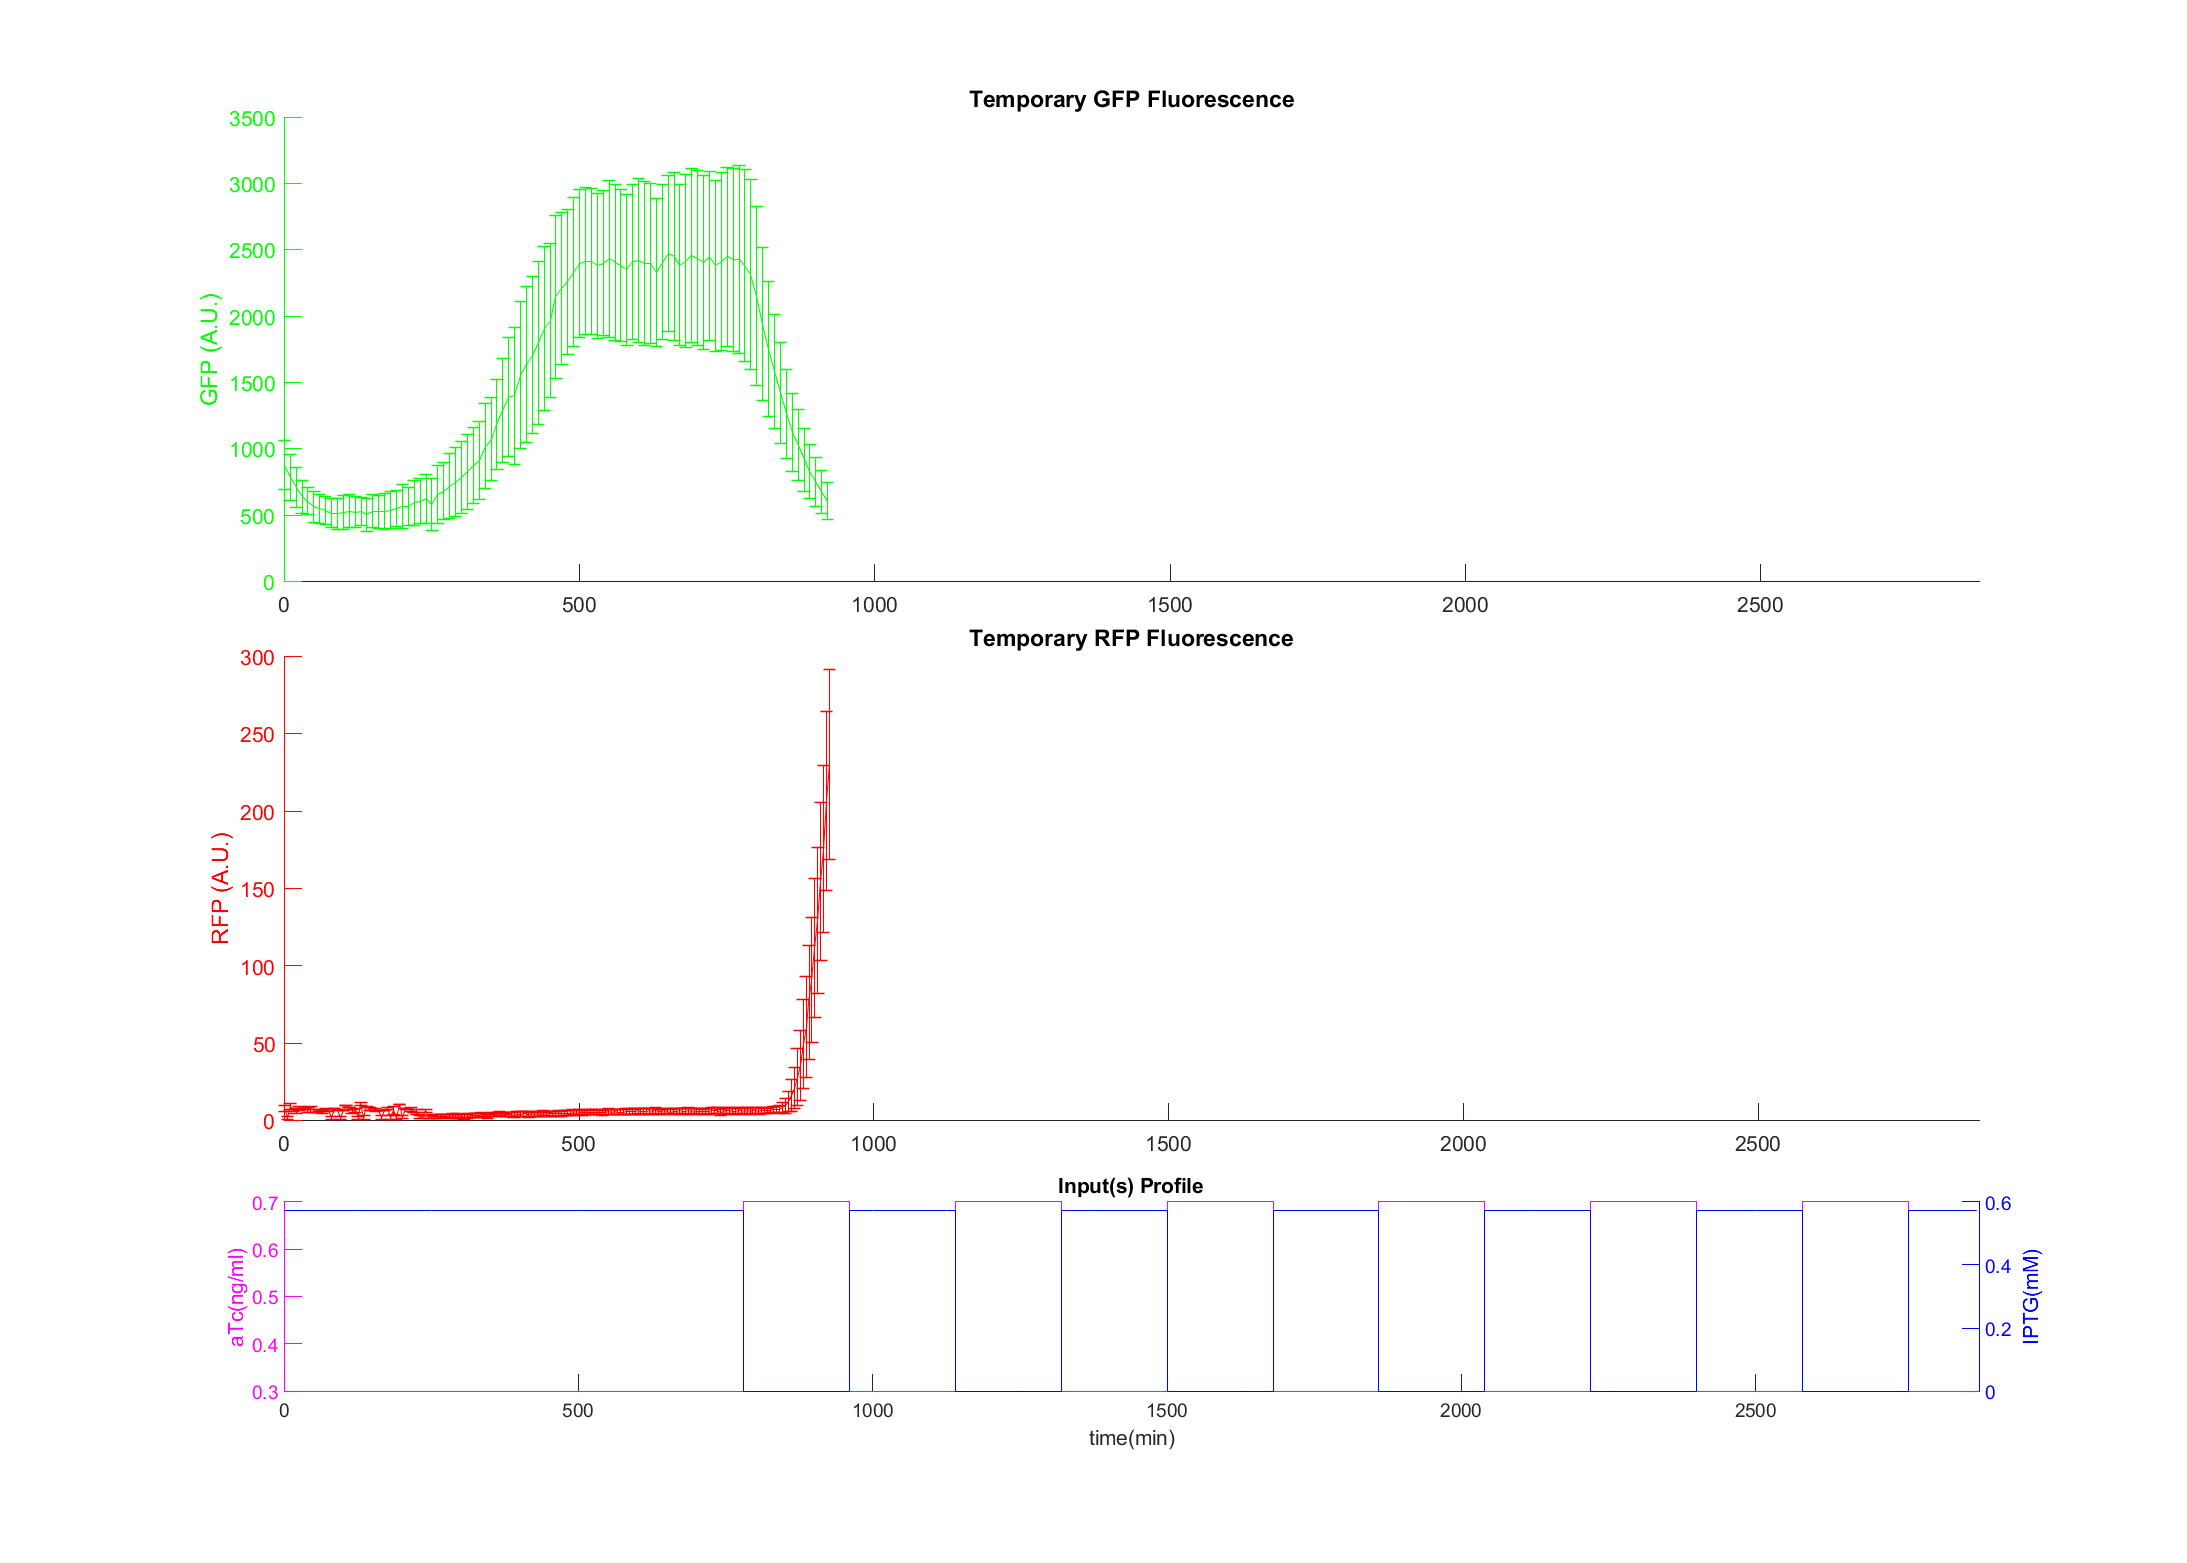 Temporary GFP Fluorescence
3500
3000
2500
2000
1500
1000
500
0
GFP (A.U.)
0 500 1000 1500 2000 2500
Temporary RFP Fluorescence
300
250
200
150
100
50
0
RFP (A.U.)
0 500 1000 1500 2000 2500
Input(s) Profile
0.7
0.6
0.5
0.4
0.3
aTc(ng/ml)
0.6
0.4
0.2
0
IPTG(mM)
0 500 1000 1500 2000 2500
time(min)